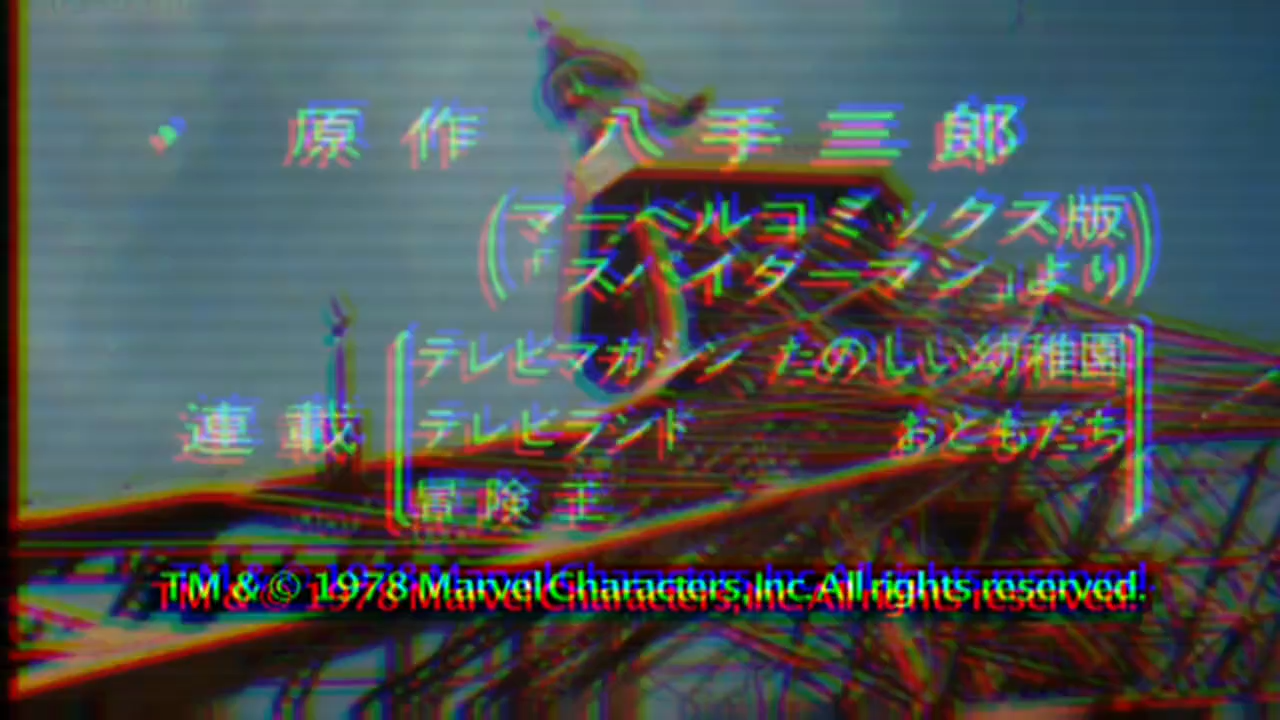 原作 八手三郎
(マーベルコミックス版
「スパイダーマン」より)
テレビマガジン たのしい幼稚園
連載 テレビランド おともだち
冒険王
TM & © 1978 Marvel Characters, Inc. All rights reserved.